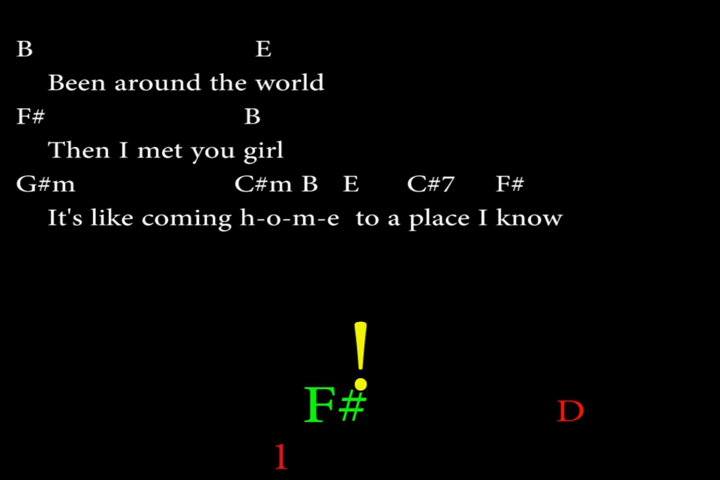 B E
Been around the world
F# B
Then I met you girl
G#m C#m B E C#7 F#
It's like coming h-o-m-e to a place I know
!
F# D
1